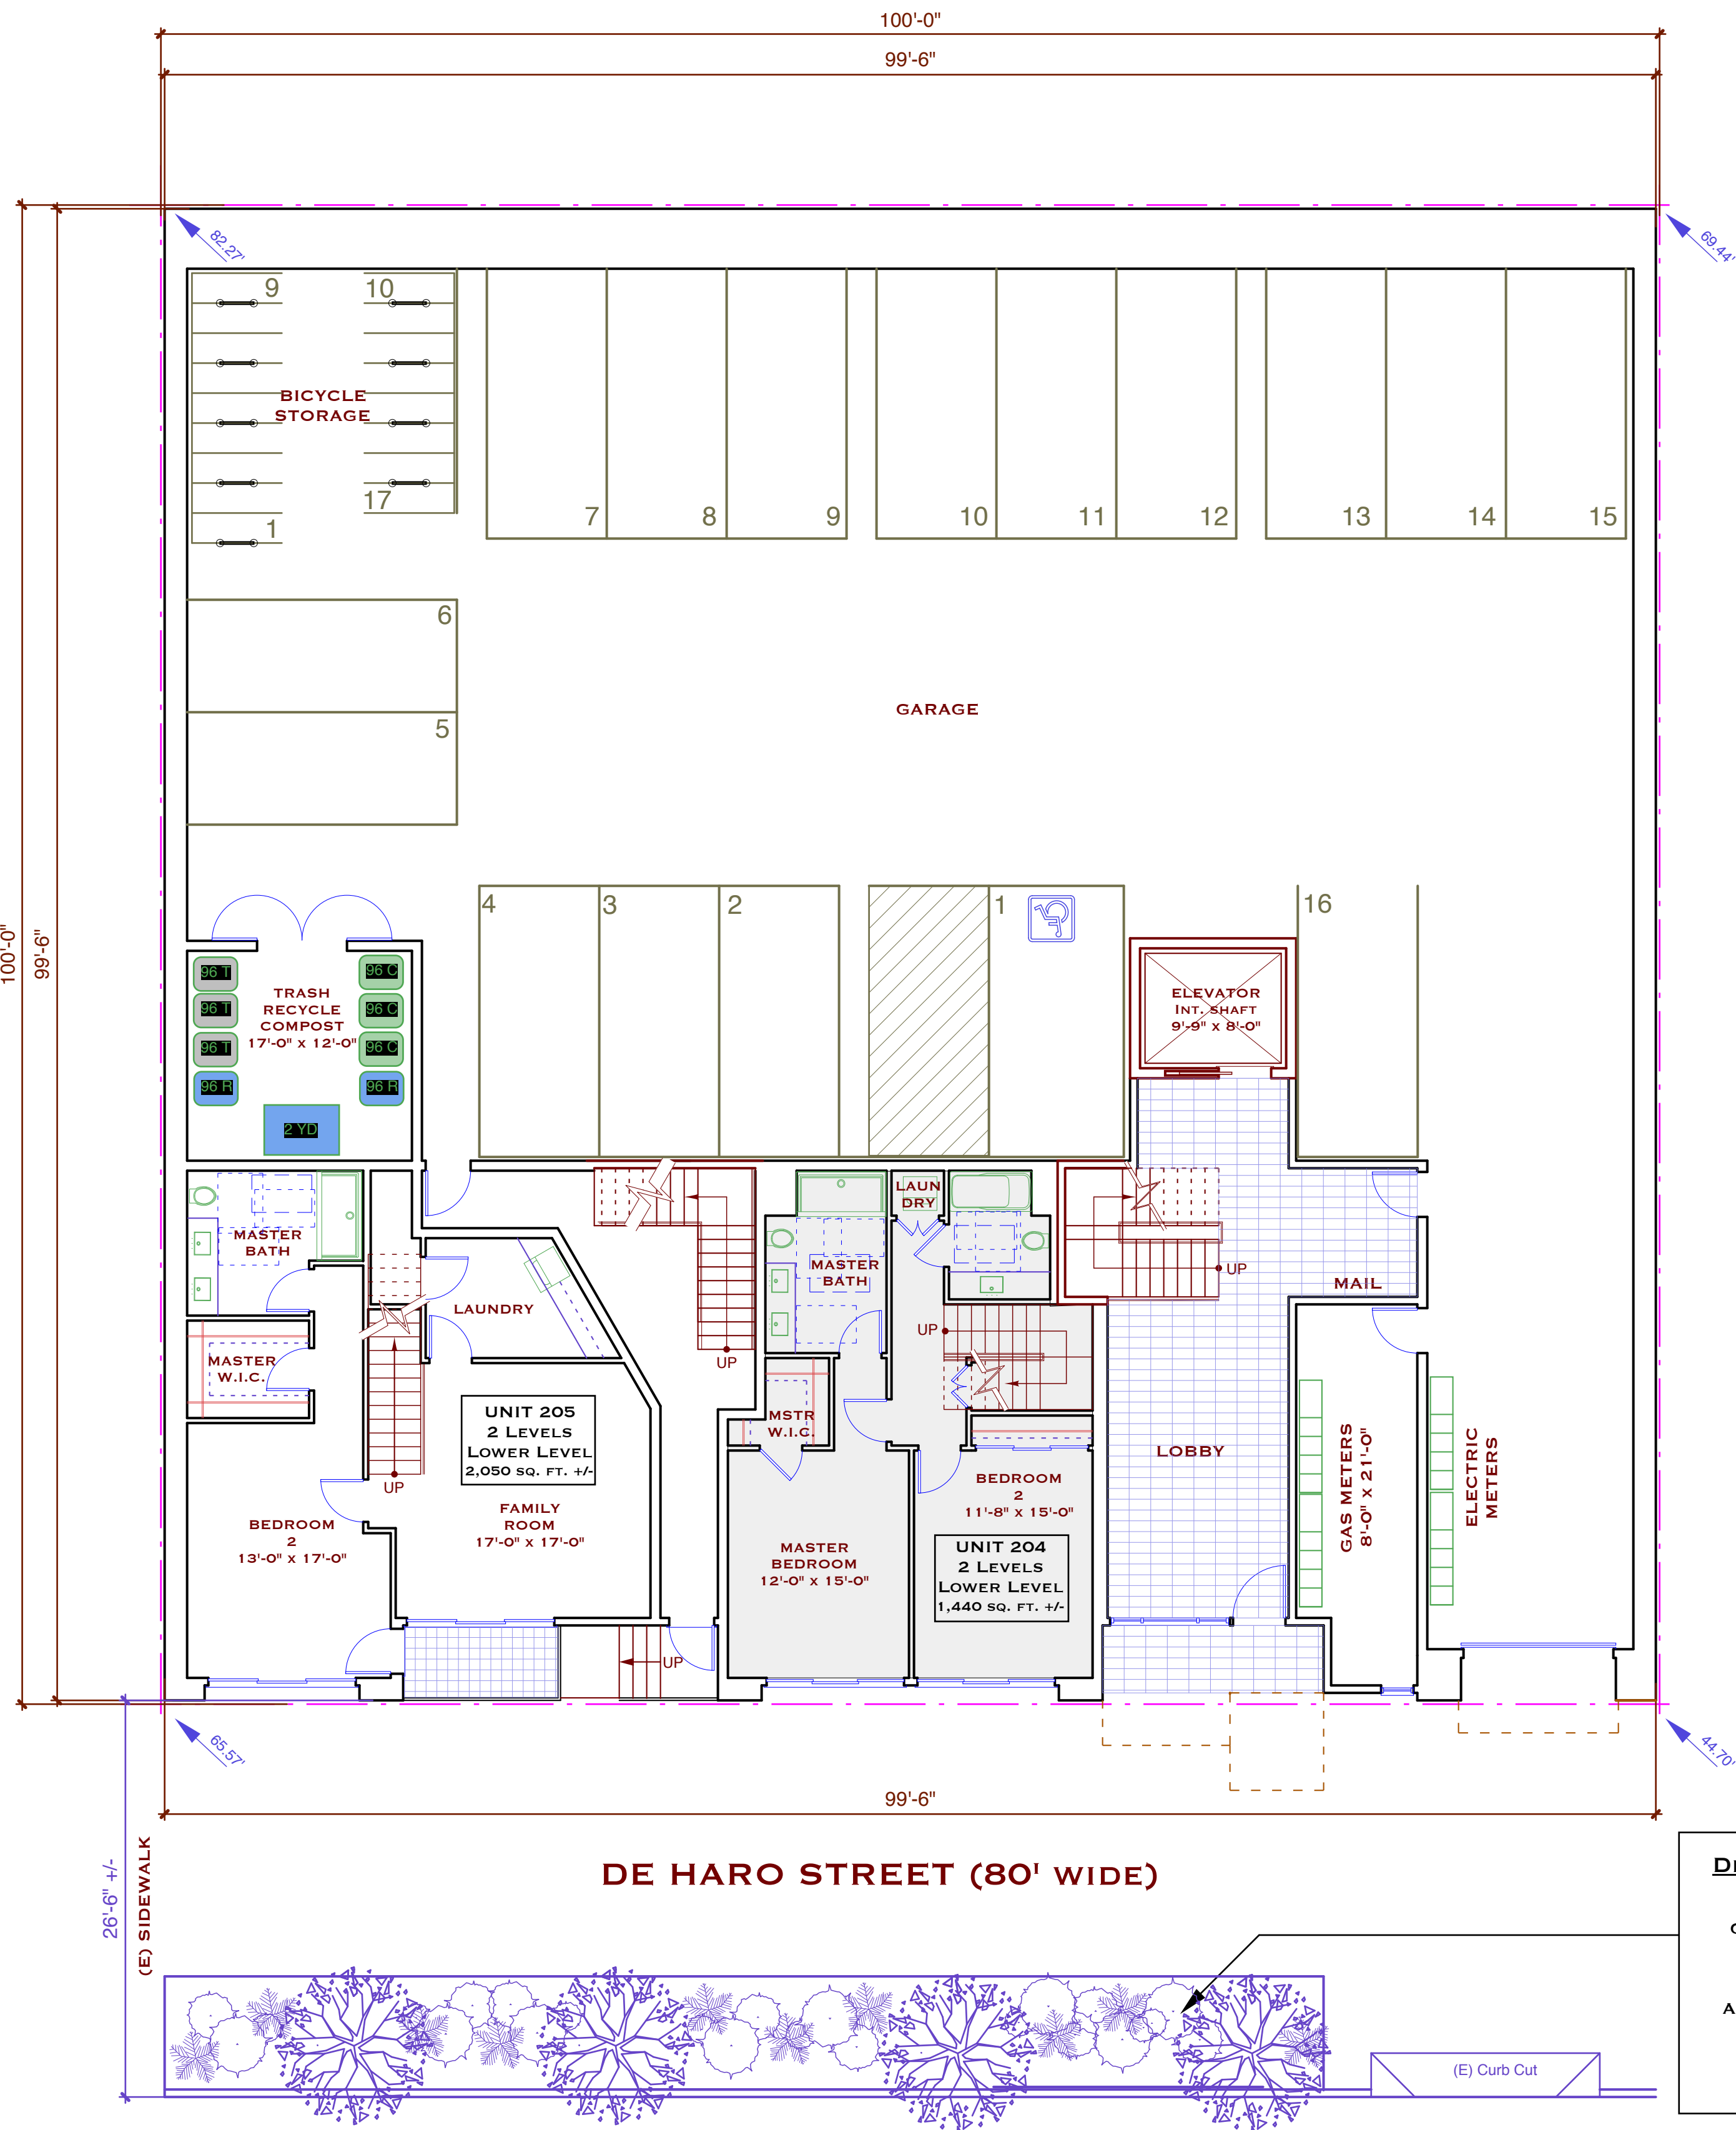 100'-0"
99'-6"
82.27'
69.44'
9
10
BICYCLE
STORAGE
17
1
7
8
9
10
11
12
13
14
15
6
5
GARAGE
100'-0"
99'-6"
4
3
2
1
16
96 T
96 T
96 T
96 R
TRASH
RECYCLE
COMPOST
17'-0" x 12'-0"
96 C
96 C
96 C
96 R
2 YD
ELEVATOR
INT. SHAFT
9'-9" x 8'-0"
MASTER
BATH
LAUNDRY
MASTER
W.I.C.
UP
UNIT 205
2 LEVELS
LOWER LEVEL
2,050 SQ. FT. +/-
FAMILY
ROOM
17'-0" x 17'-0"
BEDROOM
2
13'-0" x 17'-0"
UP
UP
MASTER
BATH
LAUN
DRY
UP
UP
MAIL
MSTR
W.I.C.
MASTER
BEDROOM
12'-0" x 15'-0"
BEDROOM
2
11'-8" x 15'-0"
UNIT 204
2 LEVELS
LOWER LEVEL
1,440 SQ. FT. +/-
LOBBY
GAS METERS
8'-0" x 21'-0"
ELECTRIC
METERS
65.57'
44.70'
99'-6"
26'-6" +/-
(E) SIDEWALK
DE HARO STREET (80' WIDE)
(E) Curb Cut